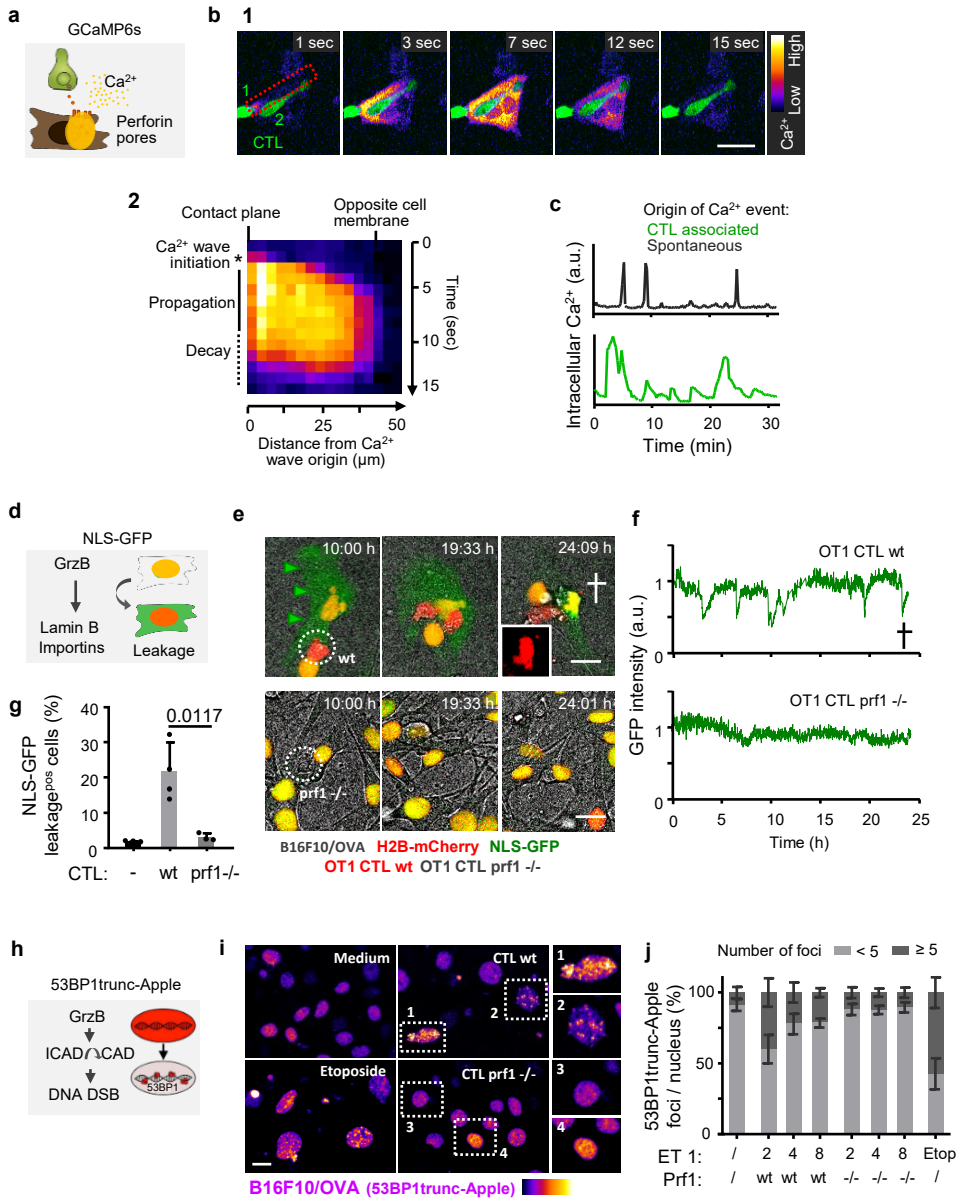 a
GCaMP6s
Ca²⁺
Perforin
pores
b
1
1 sec
3 sec
7 sec
12 sec
15 sec
1
2
CTL
High
Low
Ca²⁺
2
Contact plane
Opposite cell
membrane
Ca²⁺ wave
initiation
*
Propagation
Decay
0
5
10
15
Time (sec)
0
25
50
Distance from Ca²⁺
wave origin (µm)
c
Origin of Ca²⁺ event:
CTL associated
Spontaneous
Intracellular Ca²⁺ (a.u.)
0
10
20
30
Time (min)
d
NLS-GFP
GrzB
Lamin B
Importins
Leakage
e
10:00 h
19:33 h
24:09 h
wt
10:00 h
19:33 h
24:01 h
prf1 -/-
B16F10/OVA H2B-mCherry NLS-GFP
OT1 CTL wt OT1 CTL prf1 -/-
f
OT1 CTL wt
1
0
0 5 10 15 20 25
OT1 CTL prf1 -/-
1
0
0 5 10 15 20 25
GFP intensity (a.u.)
Time (h)
g
NLS-GFP
leakageᵖᵒˢ cells (%)
40
30
20
10
0
0.0117
CTL: - wt prf1-/-
h
53BP1trunc-Apple
GrzB
ICAD CAD
DNA DSB
53BP1
i
Medium
CTL wt
1
2
1
2
Etoposide
CTL prf1 -/-
3
4
3
4
B16F10/OVA (53BP1trunc-Apple)
j
Number of foci < 5 ≥ 5
53BP1trunc-Apple
foci / nucleus (%)
100
50
0
ET 1: / 2 4 8 2 4 8 Etop
Prf1: / wt wt wt -/- -/- -/- /